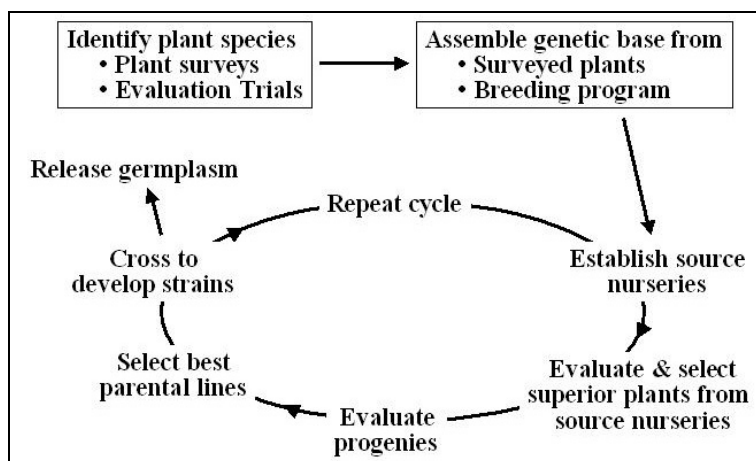 Identify plant species
• Plant surveys
• Evaluation Trials
Assemble genetic base from
• Surveyed plants
• Breeding program
Release germplasm
Repeat cycle
Cross to
develop strains
Establish source
nurseries
Select best
parental lines
Evaluate & select
superior plants from
source nurseries
Evaluate
progenies